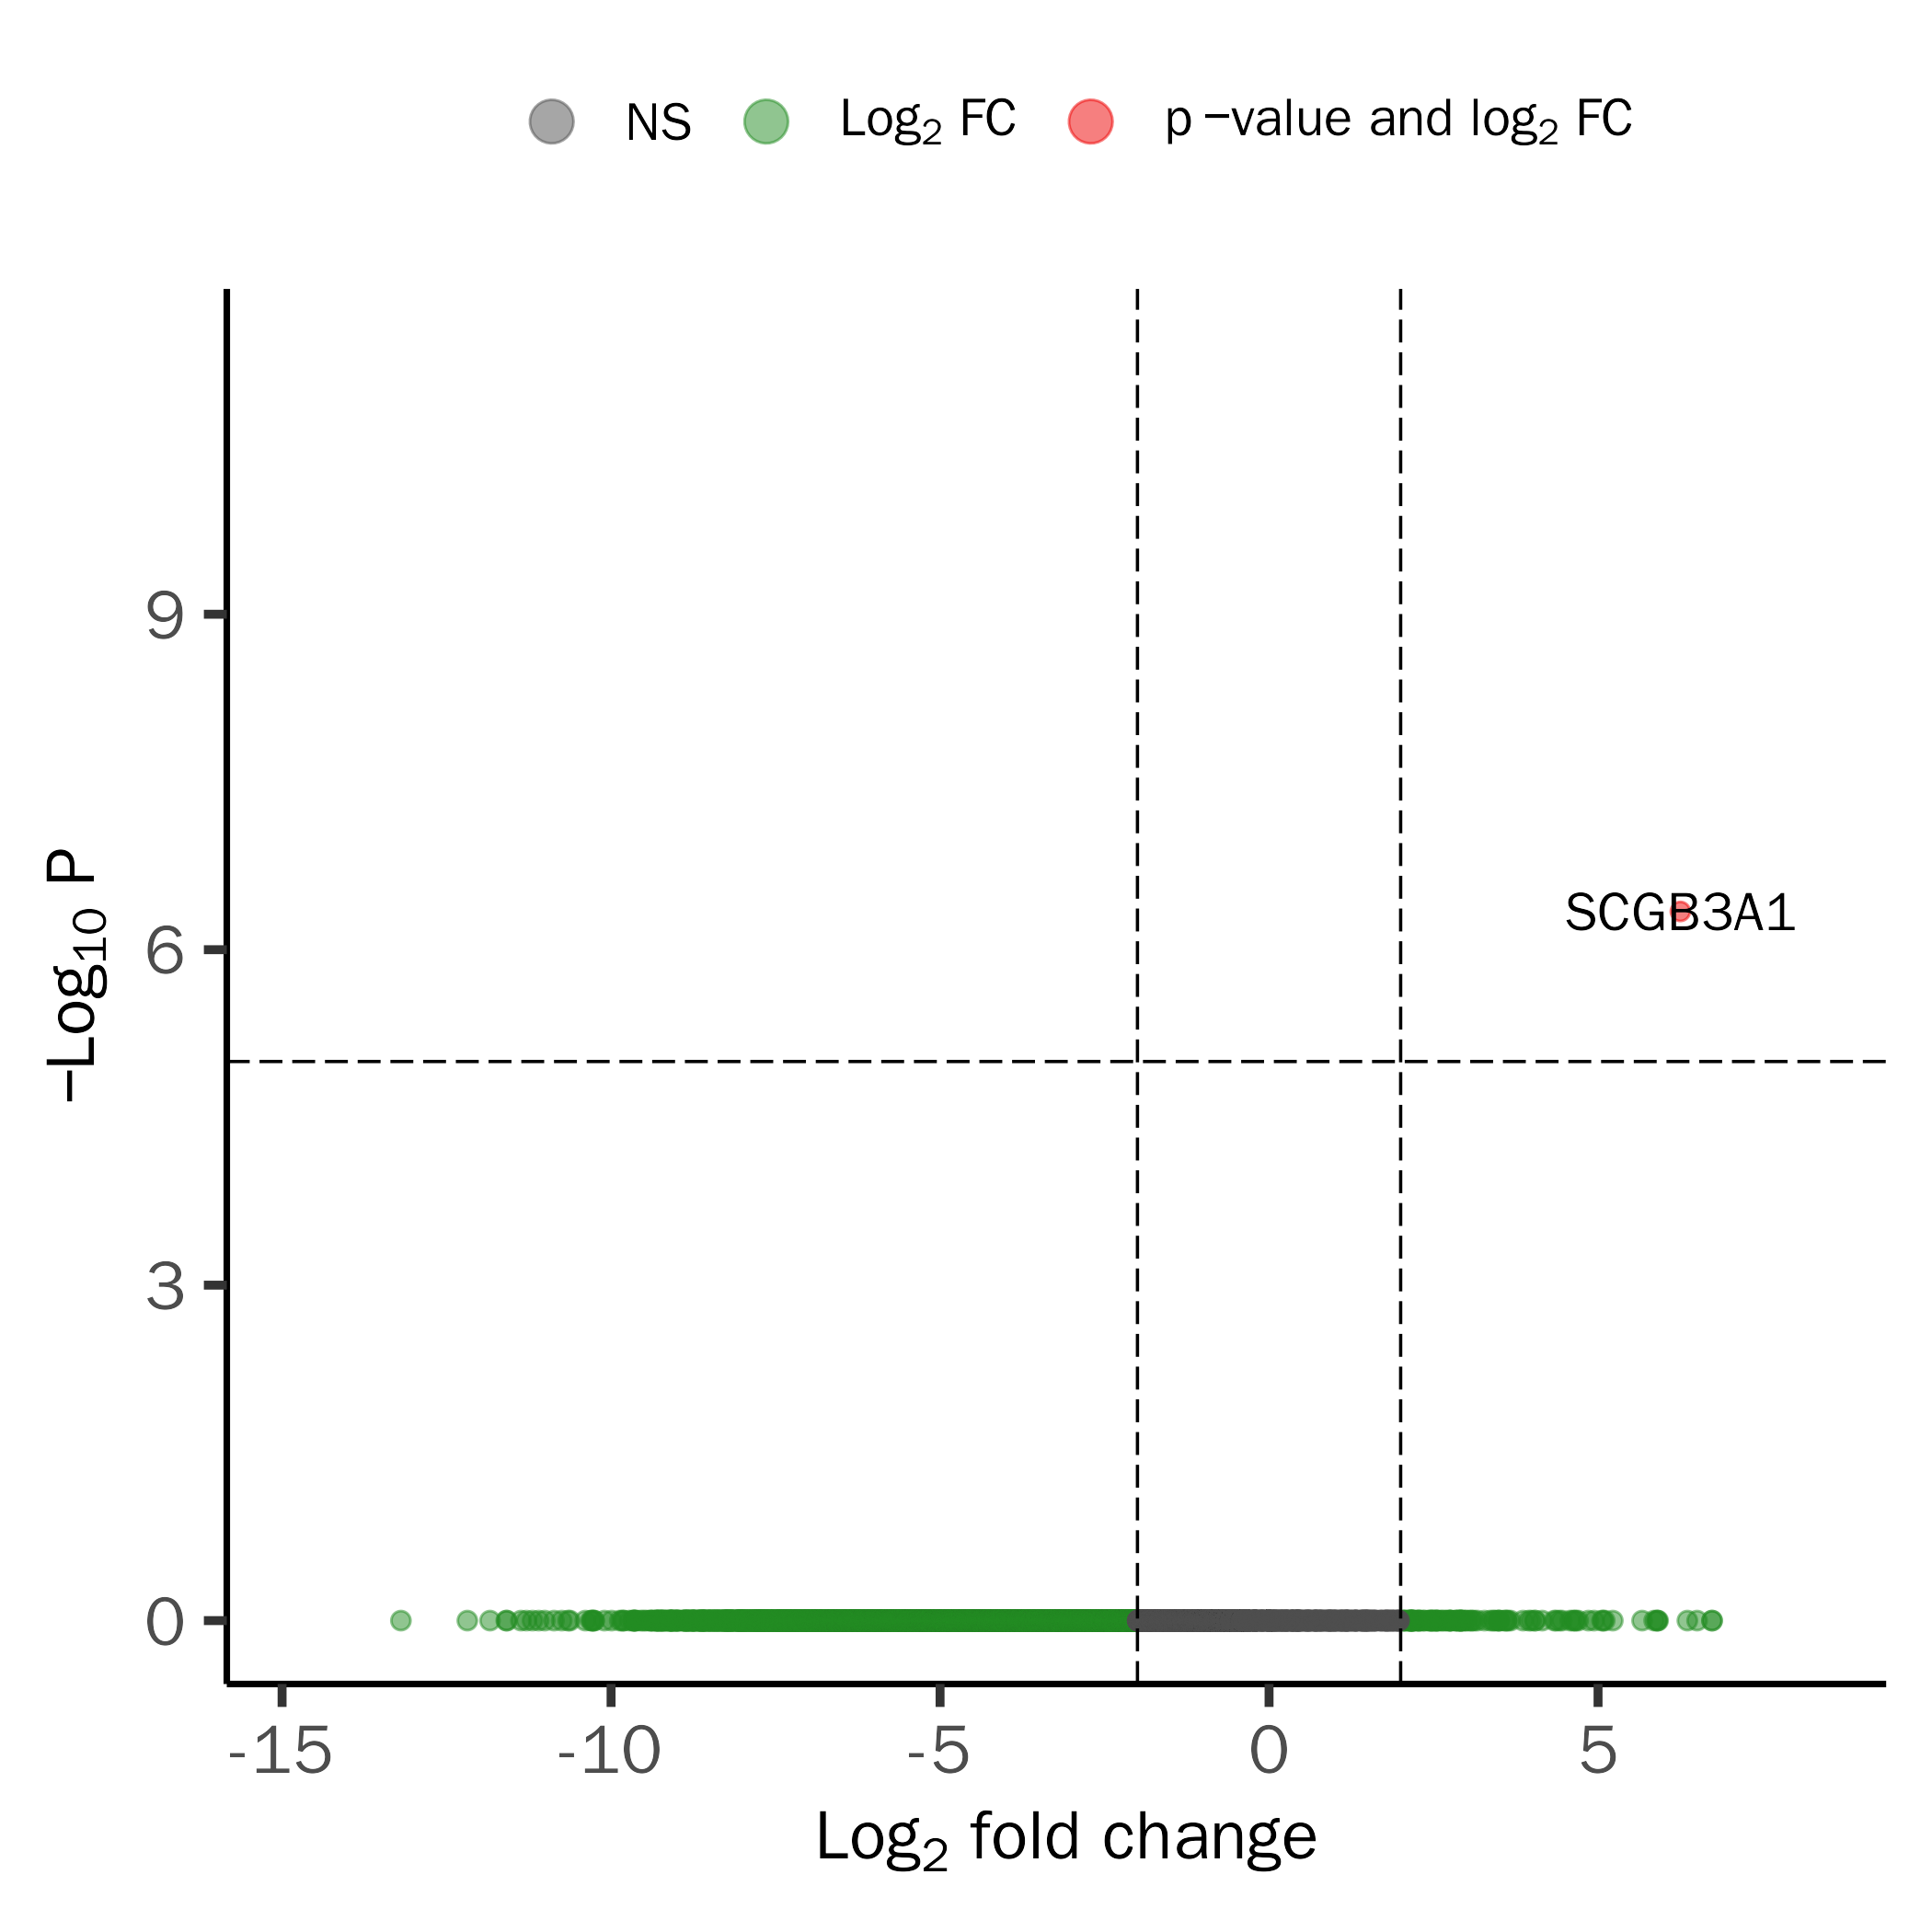 NS Log₂ FC p −value and log₂ FC
−Log₁₀ P
9
6
3
0
SCGB3A1
-15 -10 -5 0 5
Log₂ fold change